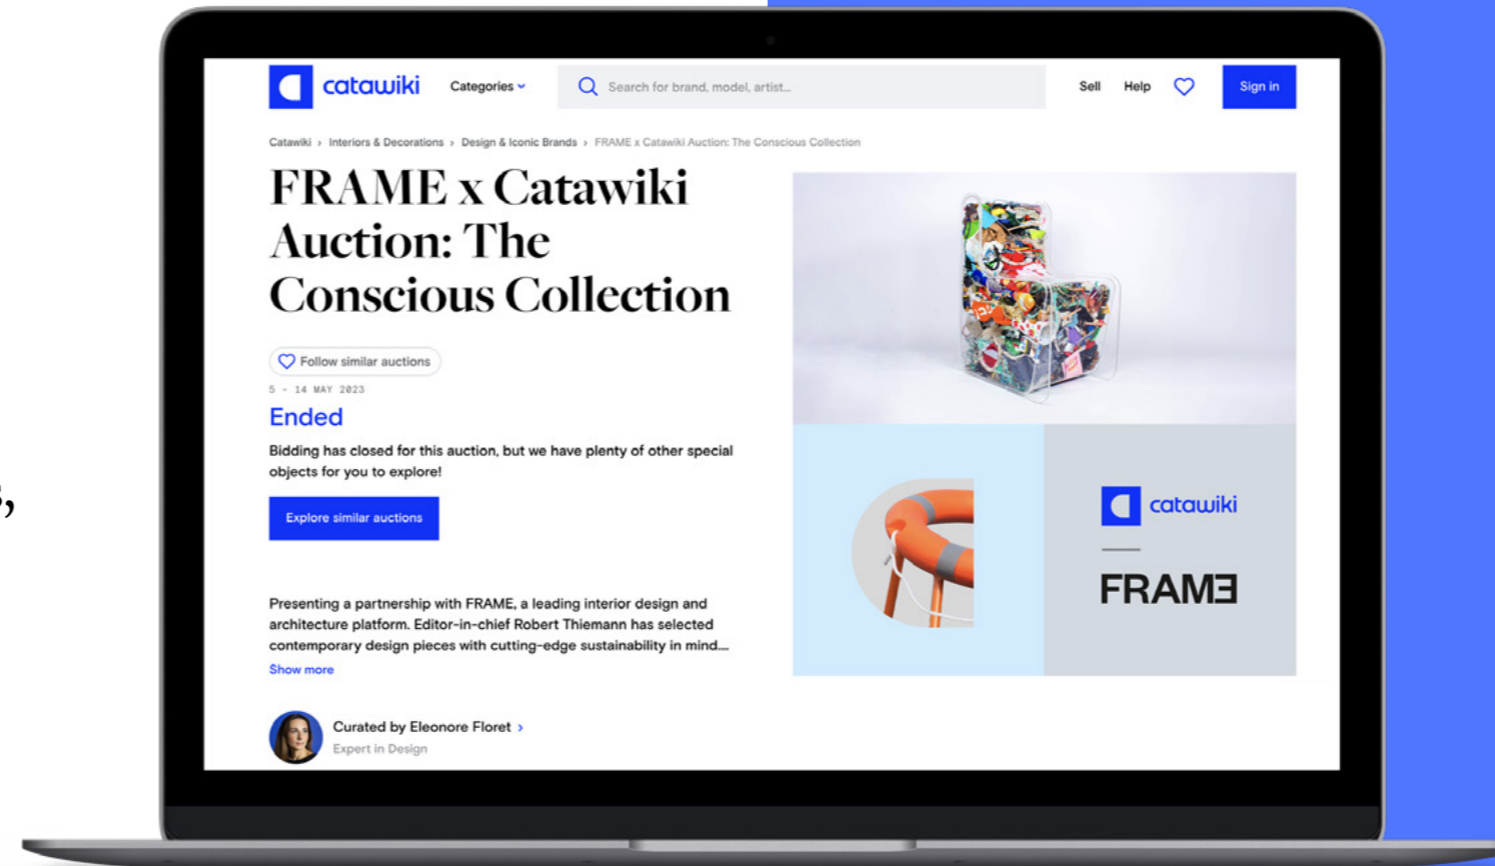 catawiki
Categories
Search for brand, model, artist...
Sell
Help
Sign in
Catawiki › Interiors & Decorations › Design & Iconic Brands › FRAME x Catawiki Auction: The Conscious Collection
FRAME x Catawiki
Auction: The
Conscious Collection
Follow similar auctions
5 - 14 MAY 2023
Ended
Bidding has closed for this auction, but we have plenty of other special
objects for you to explore!
Explore similar auctions
Presenting a partnership with FRAME, a leading interior design and
architecture platform. Editor-in-chief Robert Thiemann has selected
contemporary design pieces with cutting-edge sustainability in mind....
Show more
Curated by Eleonore Floret ›
Expert in Design
catawiki
FRAME